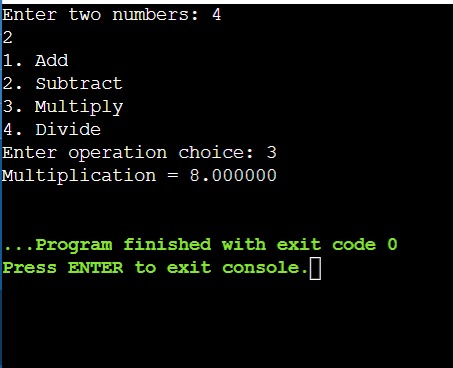 Enter two numbers: 4
2
1. Add
2. Subtract
3. Multiply
4. Divide
Enter operation choice: 3
Multiplication = 8.000000
...Program finished with exit code 0
Press ENTER to exit console.